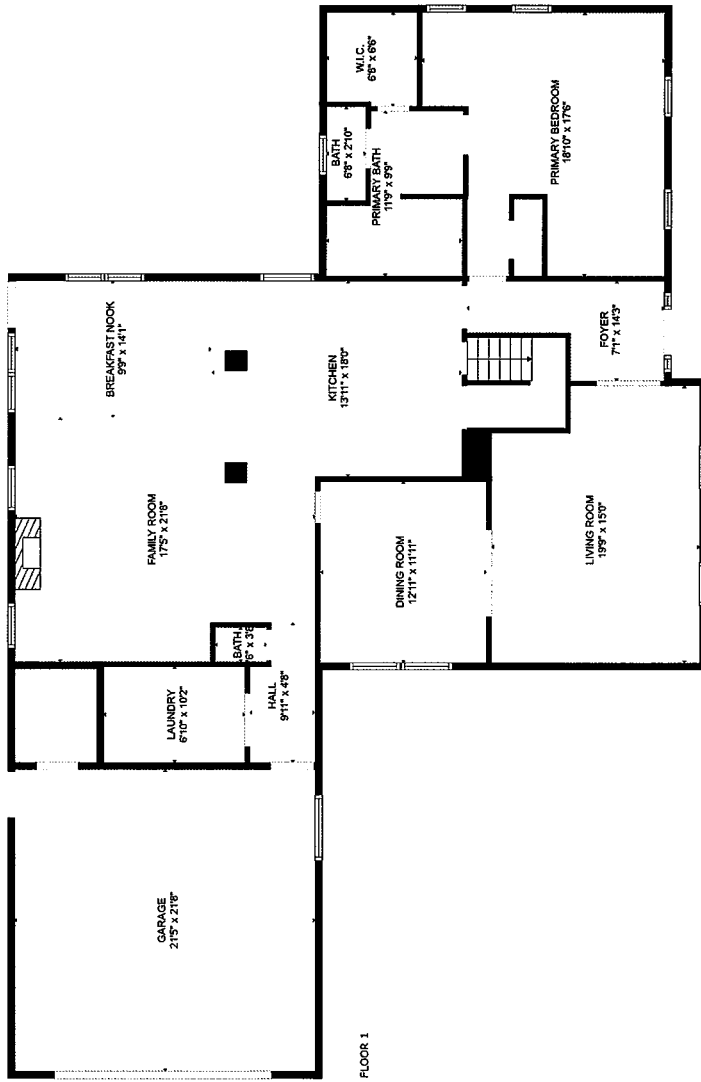 BREAKFAST NOOK
9'9" x 14'1"
FAMILY ROOM
17'5" x 21'8"
GARAGE
21'5" x 21'8"
LAUNDRY
6'10" x 10'2"
BATH
HALL
9'11" x 4'8"
KITCHEN
13'11" x 18'0"
BATH
6'8" x 2'10"
W.I.C.
6'8" x 6'6"
PRIMARY BATH
11'9" x 9'9"
DINING ROOM
12'11" x 11'11"
PRIMARY BEDROOM
18'10" x 17'6"
LIVING ROOM
19'9" x 15'0"
FOYER
7'1" x 14'3"
FLOOR 1